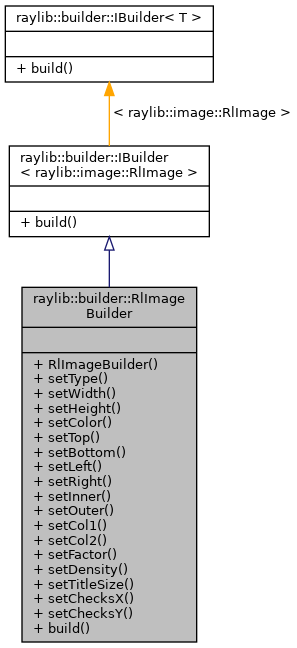 raylib::builder::IBuilder< T >
+ build()
< raylib::image::RlImage >
raylib::builder::IBuilder
< raylib::image::RlImage >
+ build()
raylib::builder::RlImage
Builder
+ RlImageBuilder()
+ setType()
+ setWidth()
+ setHeight()
+ setColor()
+ setTop()
+ setBottom()
+ setLeft()
+ setRight()
+ setInner()
+ setOuter()
+ setCol1()
+ setCol2()
+ setFactor()
+ setDensity()
+ setTitleSize()
+ setChecksX()
+ setChecksY()
+ build()